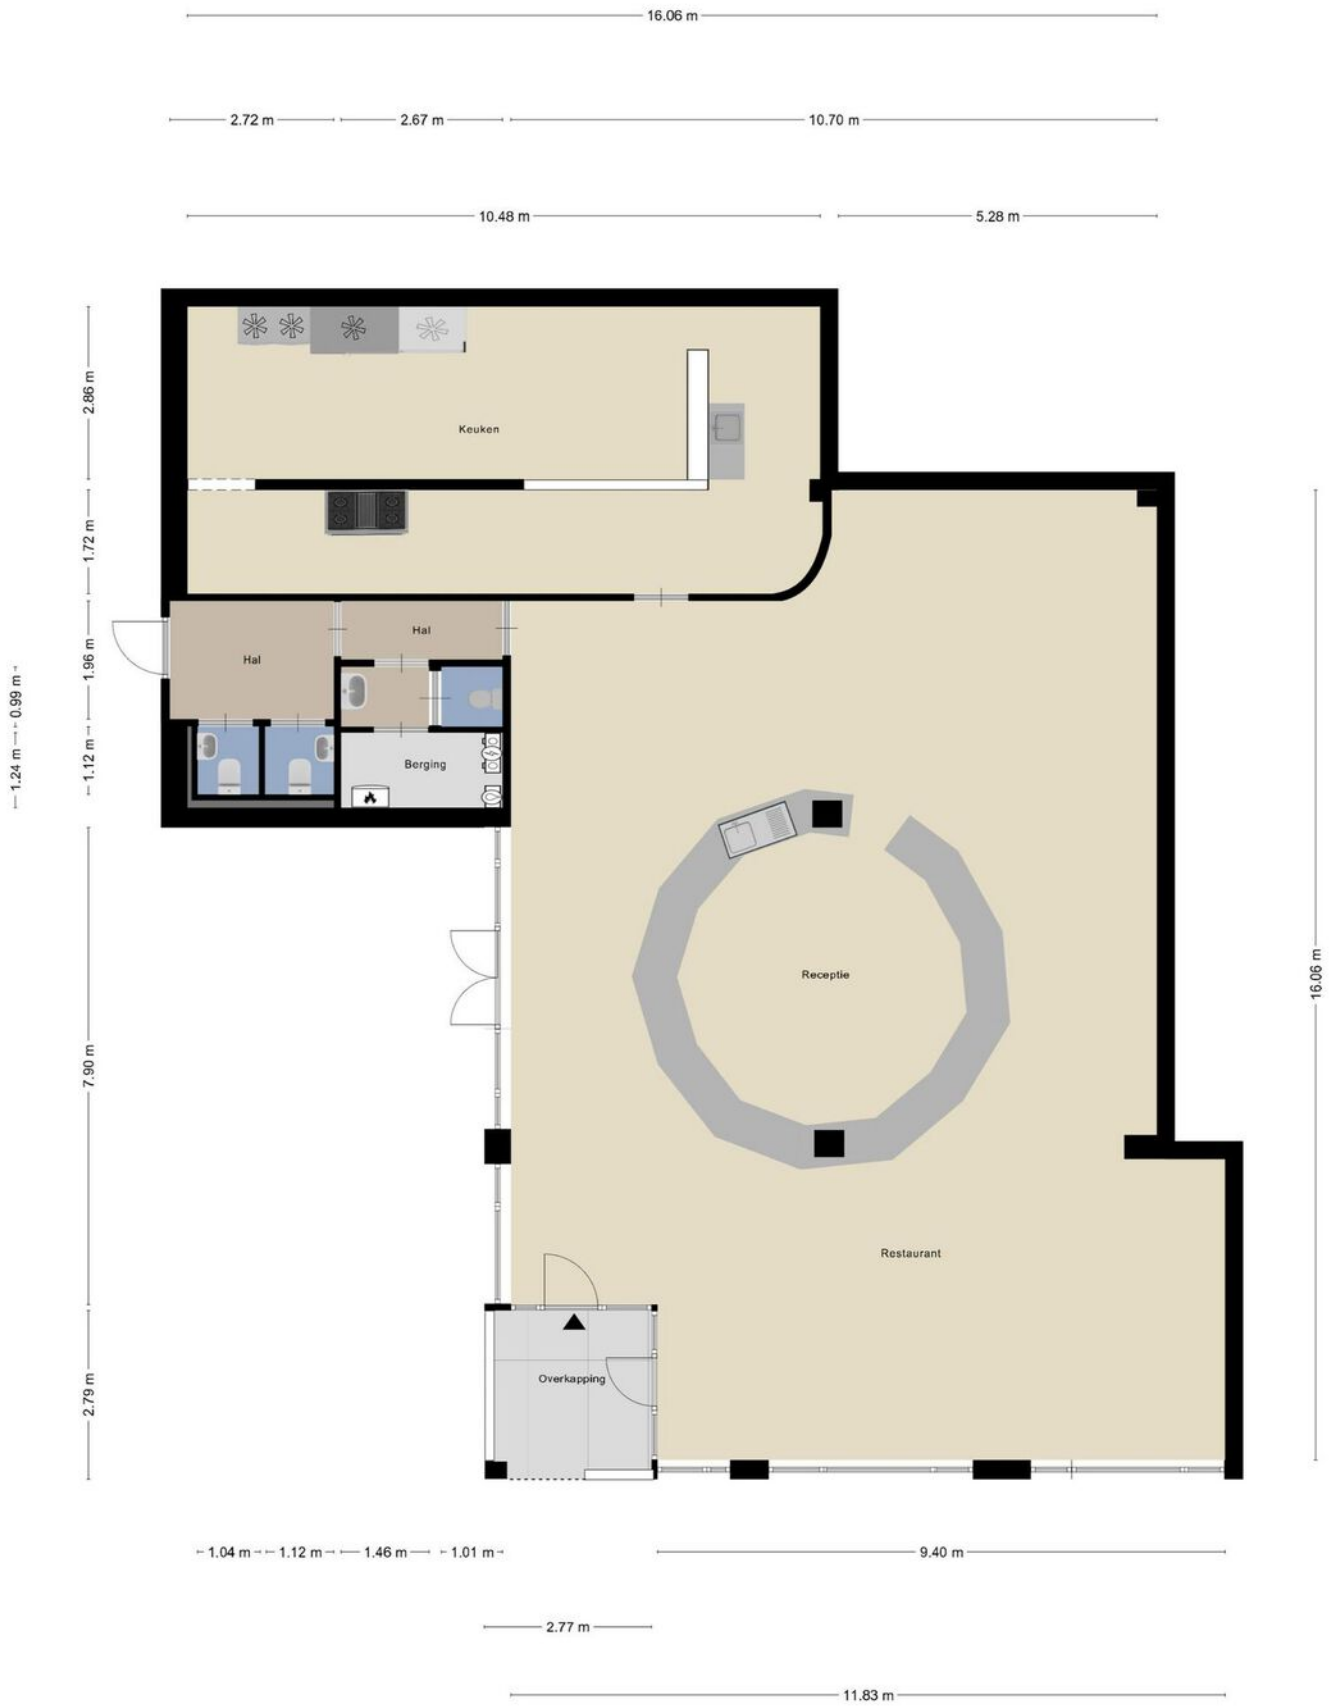 16.06 m
2.72 m
2.67 m
10.70 m
10.48 m
5.28 m
2.86 m
Keuken
1.72 m
Hal
Hal
1.96 m
0.99 m
1.24 m
1.12 m
Berging
Receptie
16.06 m
7.90 m
Restaurant
Overkapping
2.79 m
1.04 m
1.12 m
1.46 m
1.01 m
9.40 m
2.77 m
11.83 m